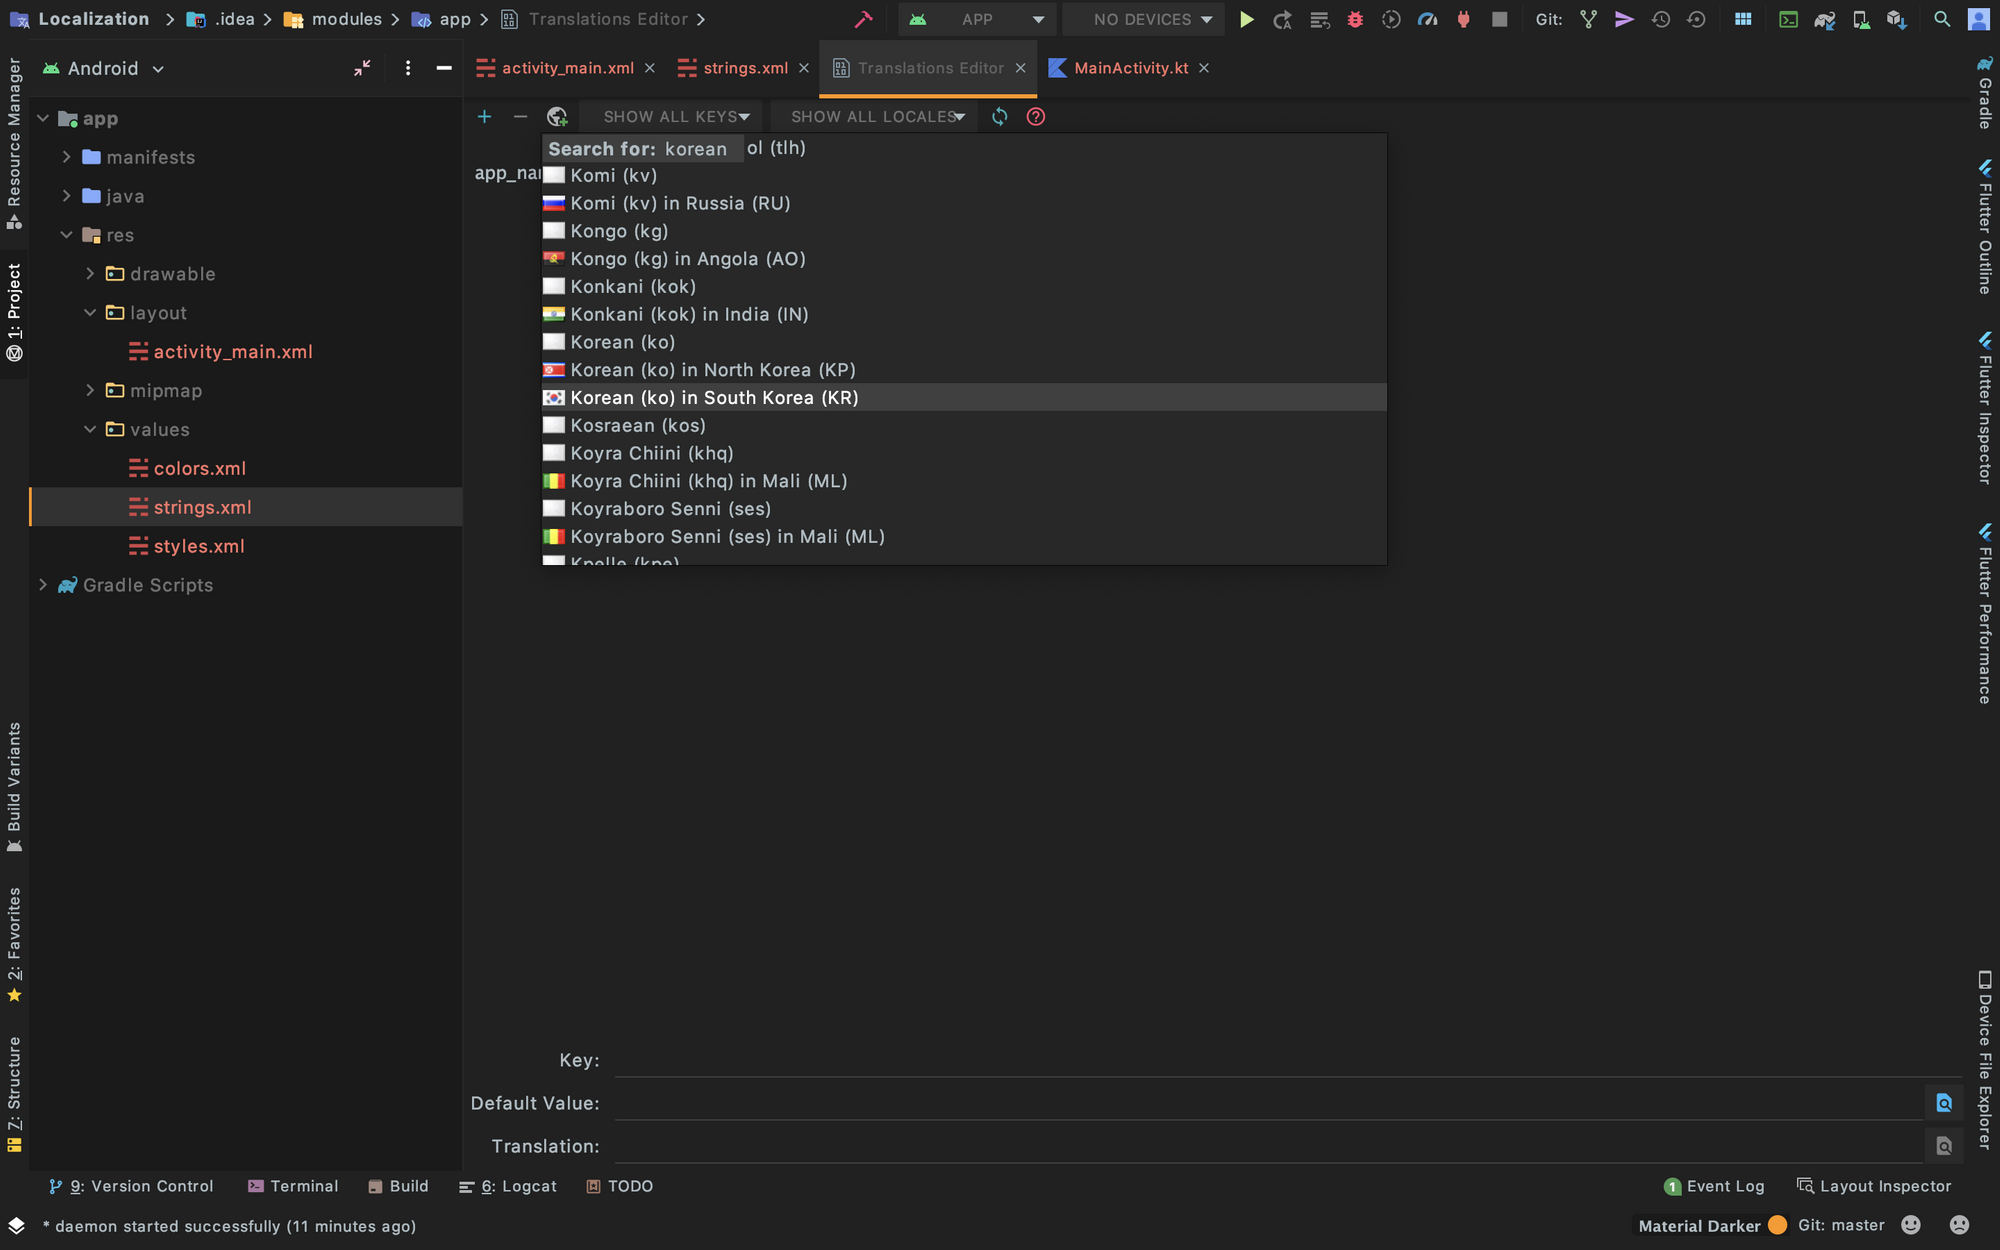 Localization .idea modules app Translations Editor APP NO DEVICES Git:
Android
activity_main.xml strings.xml Translations Editor MainActivity.kt
SHOW ALL KEYS SHOW ALL LOCALES
Resource Manager
1: Project
Build Variants
2: Favorites
7: Structure
app
manifests
java
res
drawable
layout
activity_main.xml
mipmap
values
colors.xml
strings.xml
styles.xml
Gradle Scripts
Search for: korean ol (tlh)
Komi (kv)
Komi (kv) in Russia (RU)
Kongo (kg)
Kongo (kg) in Angola (AO)
Konkani (kok)
Konkani (kok) in India (IN)
Korean (ko)
Korean (ko) in North Korea (KP)
Korean (ko) in South Korea (KR)
Kosraean (kos)
Koyra Chiini (khq)
Koyra Chiini (khq) in Mali (ML)
Koyraboro Senni (ses)
Koyraboro Senni (ses) in Mali (ML)
Kpelle (kpe)
Key:
Default Value:
Translation:
Gradle
Flutter Outline
Flutter Inspector
Flutter Performance
Device File Explorer
9: Version Control Terminal Build 6: Logcat TODO 1 Event Log Layout Inspector
* daemon started successfully (11 minutes ago) Material Darker Git: master